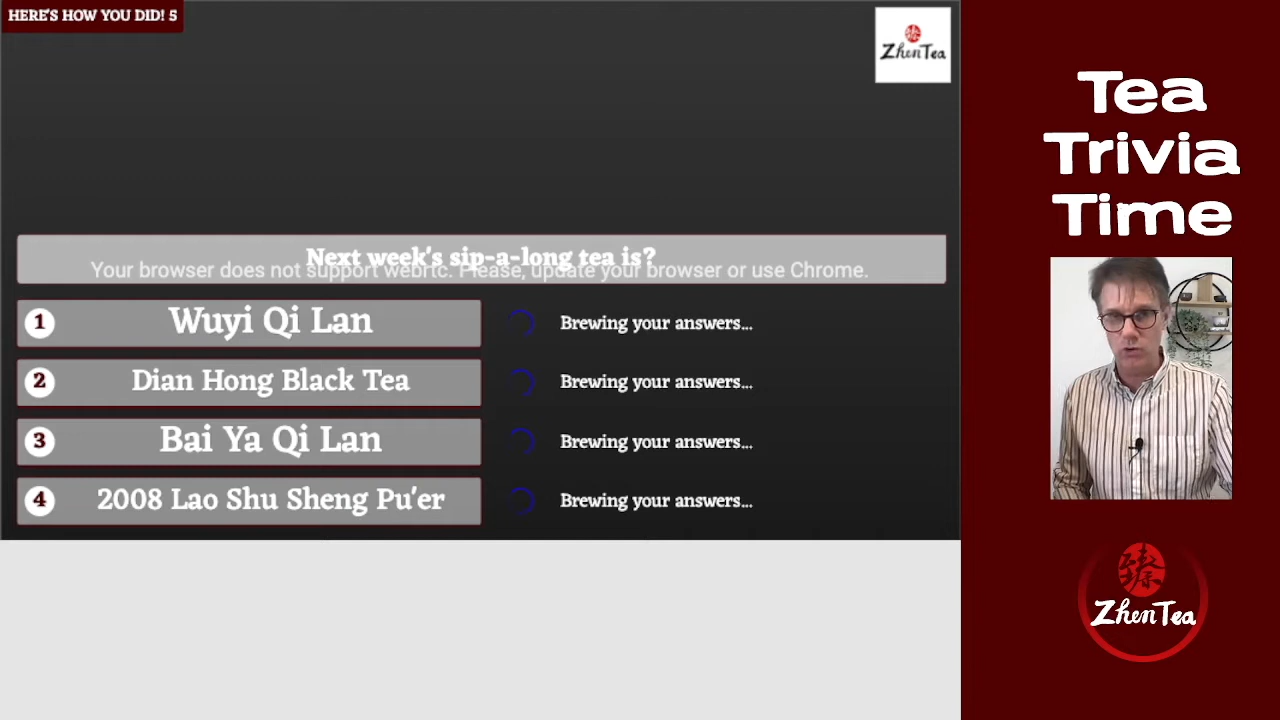 HERE'S HOW YOU DID! 5
臻
ZhenTea
Next week's sip-a-long tea is?
Your browser does not support webrtc. Please, update your browser or use Chrome.
1 Wuyi Qi Lan Brewing your answers...
2 Dian Hong Black Tea Brewing your answers...
3 Bai Ya Qi Lan Brewing your answers...
4 2008 Lao Shu Sheng Pu'er Brewing your answers...
Tea
Trivia
Time
臻
ZhenTea